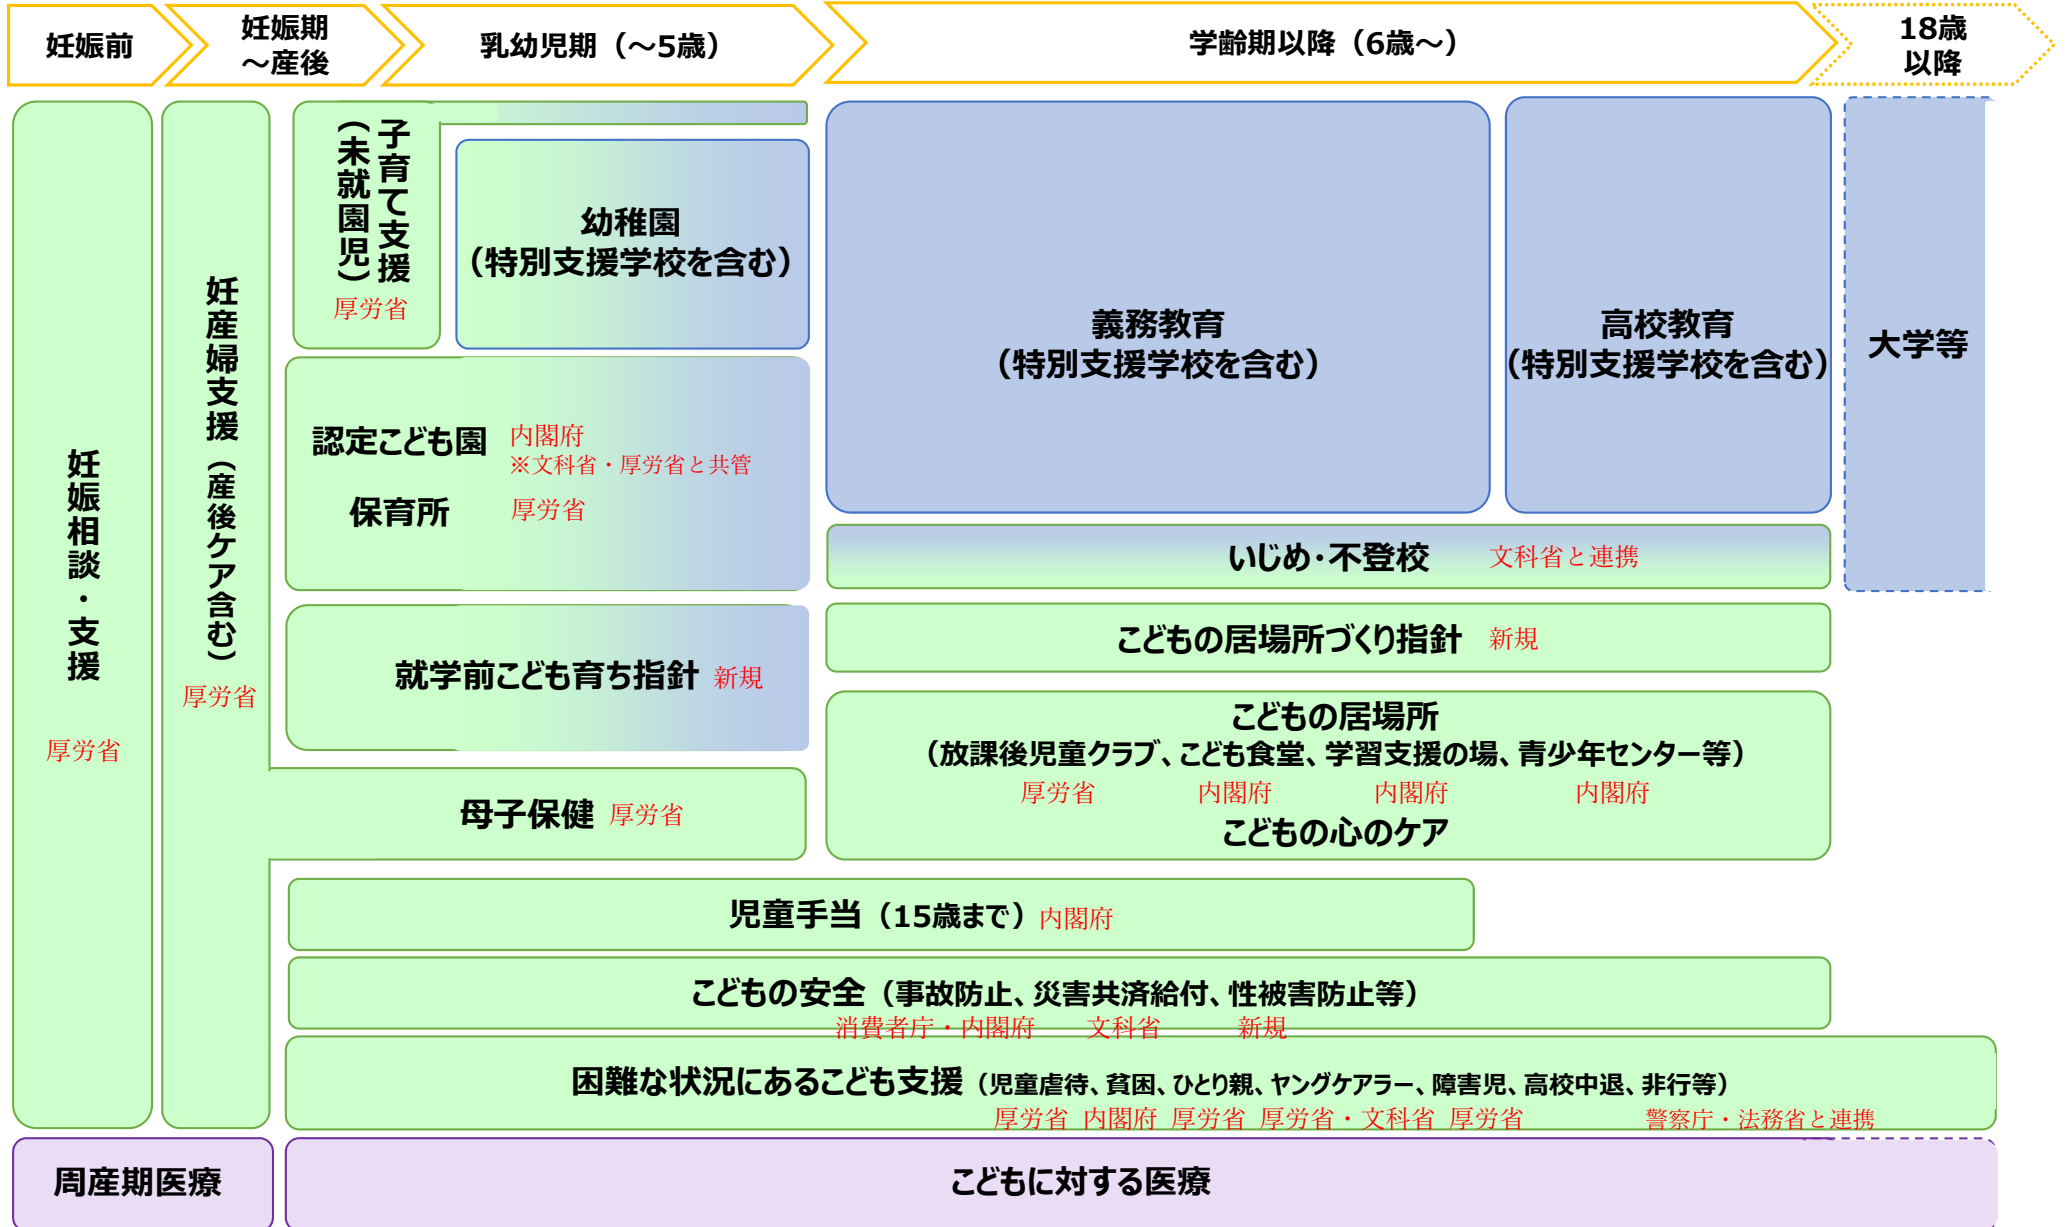 妊娠前
妊娠期
～産後
乳幼児期（～5歳）
学齢期以降（6歳～）
18歳
以降
妊娠相談・支援
厚労省
妊産婦支援（産後ケア含む）
厚労省
子育て支援
（未就園児）
厚労省
幼稚園
（特別支援学校を含む）
認定こども園 内閣府
※文科省・厚労省と共管
保育所 厚労省
就学前こども育ち指針 新規
母子保健 厚労省
義務教育
（特別支援学校を含む）
高校教育
（特別支援学校を含む）
大学等
いじめ・不登校 文科省と連携
こどもの居場所づくり指針 新規
こどもの居場所
（放課後児童クラブ、こども食堂、学習支援の場、青少年センター等）
厚労省 内閣府 内閣府 内閣府
こどもの心のケア
児童手当（15歳まで）内閣府
こどもの安全（事故防止、災害共済給付、性被害防止等）
消費者庁・内閣府 文科省 新規
困難な状況にあるこども支援（児童虐待、貧困、ひとり親、ヤングケアラー、障害児、高校中退、非行等）
厚労省 内閣府 厚労省 厚労省・文科省 厚労省 警察庁・法務省と連携
周産期医療
こどもに対する医療